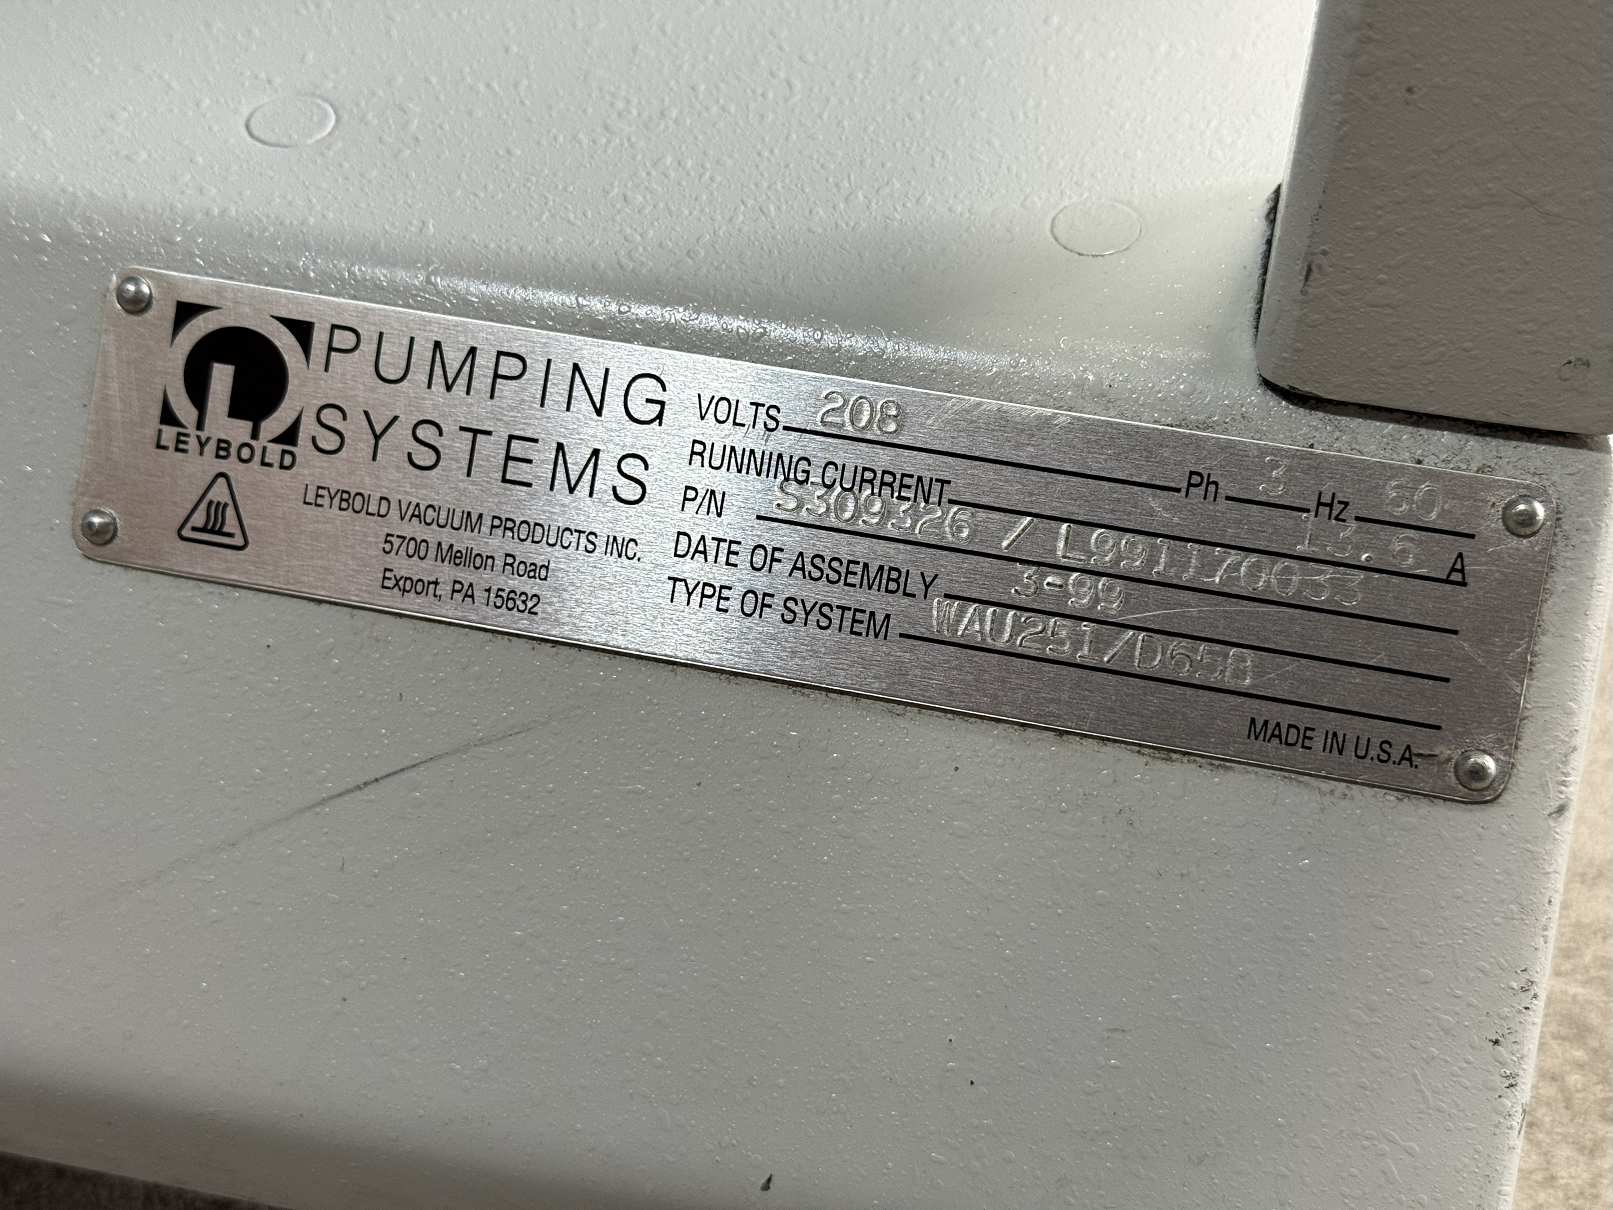 LEYBOLD
PUMPING
SYSTEMS
LEYBOLD VACUUM PRODUCTS INC.
5700 Mellon Road
Export, PA 15632
VOLTS 208 Ph 3 Hz 60
RUNNING CURRENT 13.6 A
P/N S309326 / L991170033
DATE OF ASSEMBLY 3-99
TYPE OF SYSTEM WAU251/D65B
MADE IN U.S.A.